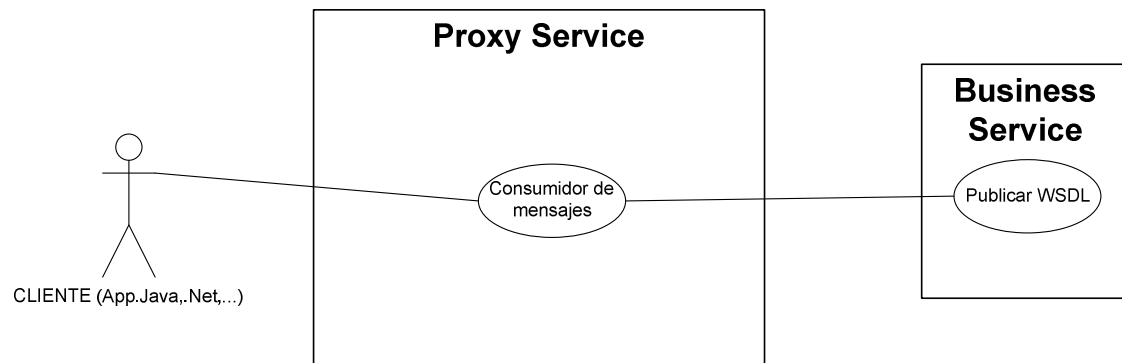 Proxy Service
Business
Service
Consumidor de
mensajes
Publicar WSDL
CLIENTE (App.Java,.Net,...)